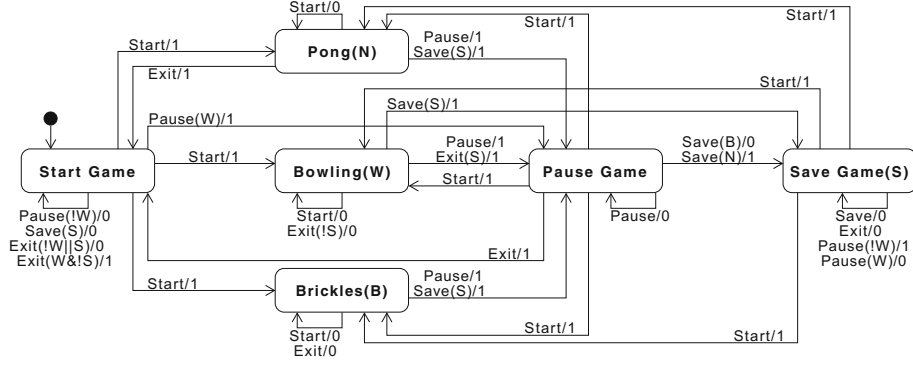 Start/0
Start/1
Pong(N)
Pause/1
Save(S)/1
Start/1
Start/1
Exit/1
Start/1
Save(S)/1
Pause(W)/1
Start Game
Start/1
Bowling(W)
Pause/1
Exit(S)/1
Start/1
Pause Game
Save(B)/0
Save(N)/1
Save Game(S)
Pause(!W)/0
Save(S)/0
Exit(!W||S)/0
Exit(W&!S)/1
Start/0
Exit(!S)/0
Pause/0
Save/0
Exit/0
Pause(!W)/1
Pause(W)/0
Exit/1
Start/1
Brickles(B)
Pause/1
Save(S)/1
Start/1
Start/1
Start/0
Exit/0